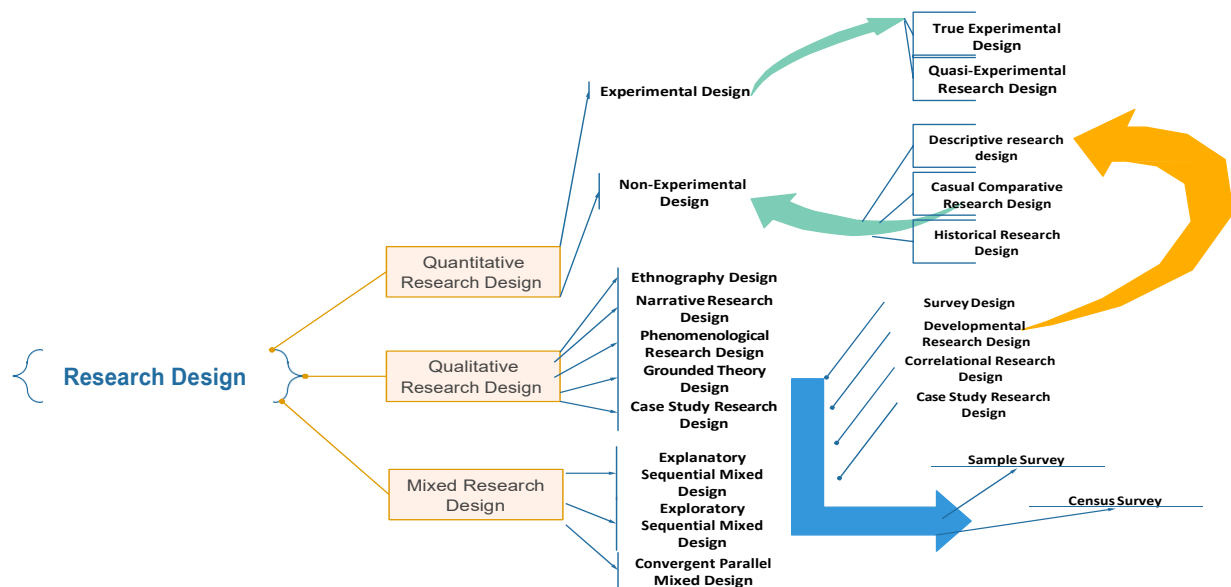 Research Design
Quantitative
Research Design
Qualitative
Research Design
Mixed Research
Design
Experimental Design
Non-Experimental
Design
Ethnography Design
Narrative Research
Design
Phenomenological
Research Design
Grounded Theory
Design
Case Study Research
Design
Explanatory
Sequential Mixed
Design
Exploratory
Sequential Mixed
Design
Convergent Parallel
Mixed Design
True Experimental
Design
Quasi-Experimental
Research Design
Descriptive research
design
Casual Comparative
Research Design
Historical Research
Design
Survey Design
Developmental
Research Design
Correlational Research
Design
Case Study Research
Design
Sample Survey
Census Survey